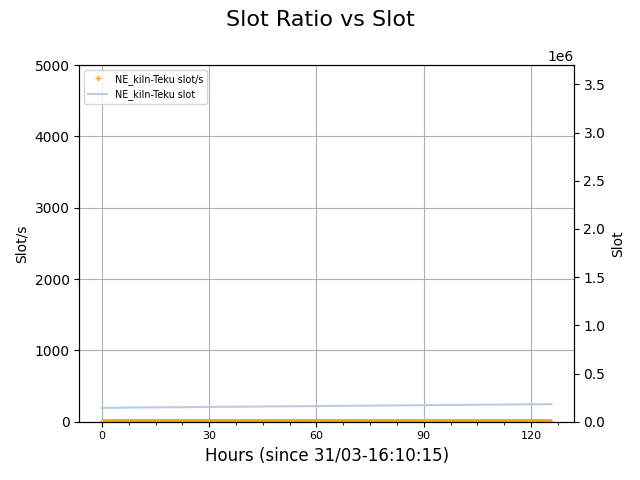 Slot Ratio vs Slot
1e6
NE_kiln-Teku slot/s
NE_kiln-Teku slot
5000
4000
3000
2000
1000
0
Slot/s
3.5
3.0
2.5
2.0
1.5
1.0
0.5
0.0
Slot
0 30 60 90 120
Hours (since 31/03-16:10:15)